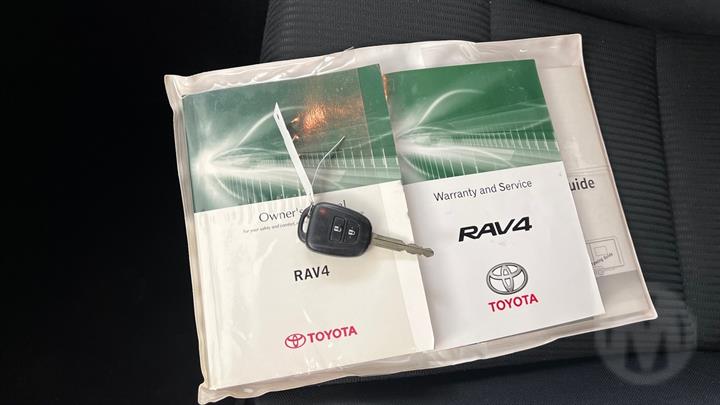 Owner's
RAV4
TOYOTA
Warranty and Service
RAV4
TOYOTA
uide